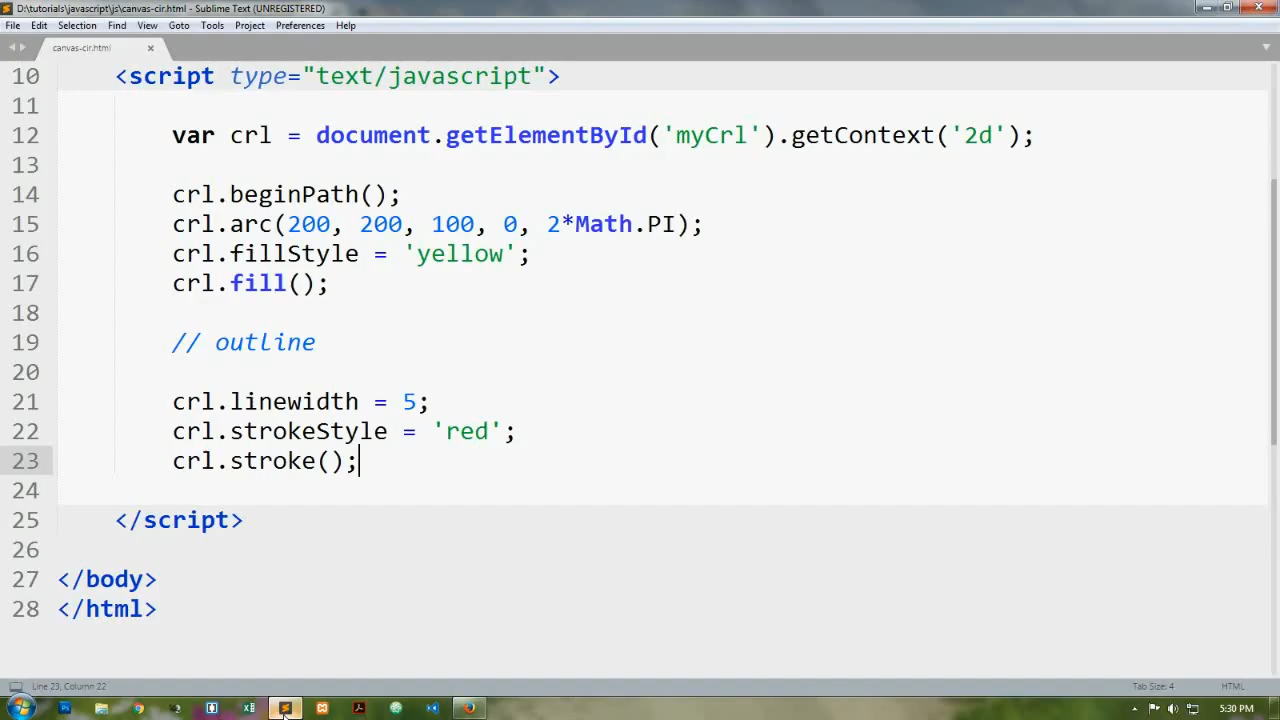 D:\tutorials\javascript\js\canvas-cir.html - Sublime Text (UNREGISTERED)
File Edit Selection Find View Goto Tools Project Preferences Help
canvas-cir.html
10 <script type="text/javascript">
11
12 var crl = document.getElementById('myCrl').getContext('2d');
13
14 crl.beginPath();
15 crl.arc(200, 200, 100, 0, 2*Math.PI);
16 crl.fillStyle = 'yellow';
17 crl.fill();
18
19 // outline
20
21 crl.linewidth = 5;
22 crl.strokeStyle = 'red';
23 crl.stroke();
24
25 </script>
26
27 </body>
28 </html>
Line 23, Column 22 Tab Size: 4 HTML
5:30 PM